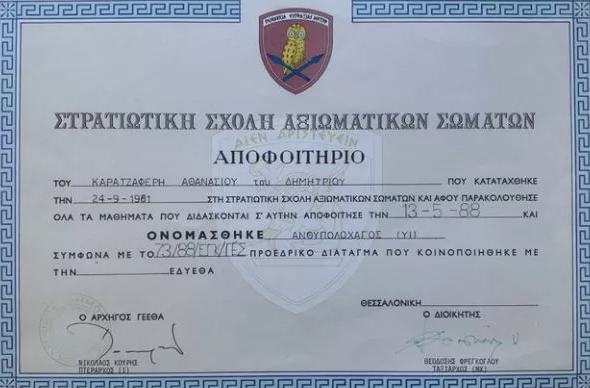 ΣΤΡΑΤΙΩΤΙΚΗ ΣΧΟΛΗ ΑΞΙΩΜΑΤΙΚΩΝ ΣΩΜΑΤΩΝ
ΑΙΕΝ ΑΡΙΣΤΕΥΕΙΝ
ΑΠΟΦΟΙΤΗΡΙΟ
ΤΟΥ ΚΑΡΑΤΖΑΦΕΡΗ ΑΘΑΝΑΣΙΟΥ του ΔΗΜΗΤΡΙΟΥ ΠΟΥ ΚΑΤΑΤΑΧΘΗΚΕ
ΤΗΝ 24-9-1981 ΣΤΗ ΣΤΡΑΤΙΩΤΙΚΗ ΣΧΟΛΗ ΑΞΙΩΜΑΤΙΚΩΝ ΣΩΜΑΤΩΝ ΚΑΙ ΑΦΟΥ ΠΑΡΑΚΟΛΟΥΘΗΣΕ
ΟΛΑ ΤΑ ΜΑΘΗΜΑΤΑ ΠΟΥ ΔΙΔΑΣΚΟΝΤΑΙ Σ'ΑΥΤΗΝ ΑΠΟΦΟΙΤΗΣΕ ΤΗΝ 13-5-88 ΚΑΙ
ΟΝΟΜΑΣΘΗΚΕ ΑΝΘΥΠΟΛΟΧΑΓΟΣ (ΥΙ)
ΣΥΜΦΩΝΑ ΜΕ ΤΟ 73/88/ΕΓΚ/ΓΕΣ ΠΡΟΕΔΡΙΚΟ ΔΙΑΤΑΓΜΑ ΠΟΥ ΚΟΙΝΟΠΟΙΗΘΗΚΕ ΜΕ
ΤΗΝ ΕΔΥΕΘΑ
ΘΕΣΣΑΛΟΝΙΚΗ
Ο ΑΡΧΗΓΟΣ ΓΕΕΘΑ
Ο ΔΙΟΙΚΗΤΗΣ
ΝΙΚΟΛΑΟΣ ΚΟΥΡΗΣ
ΠΤΕΡΑΡΧΟΣ (Ι)
ΘΕΟΔΟΣΗΣ ΦΡΕΓΚΟΓΛΟΥ
ΤΑΞΙΑΡΧΟΣ (ΜΧ)